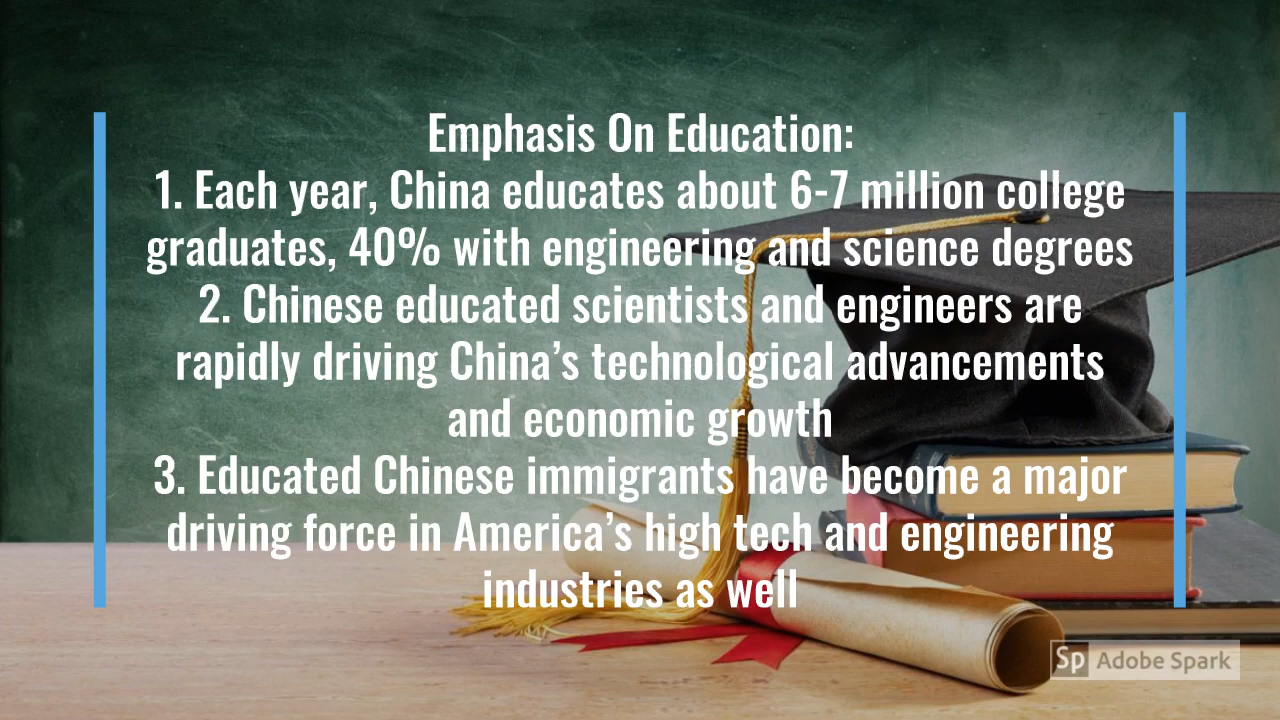 Emphasis On Education:
1. Each year, China educates about 6-7 million college
graduates, 40% with engineering and science degrees
2. Chinese educated scientists and engineers are
rapidly driving China’s technological advancements
and economic growth
3. Educated Chinese immigrants have become a major
driving force in America’s high tech and engineering
industries as well
Sp Adobe Spark